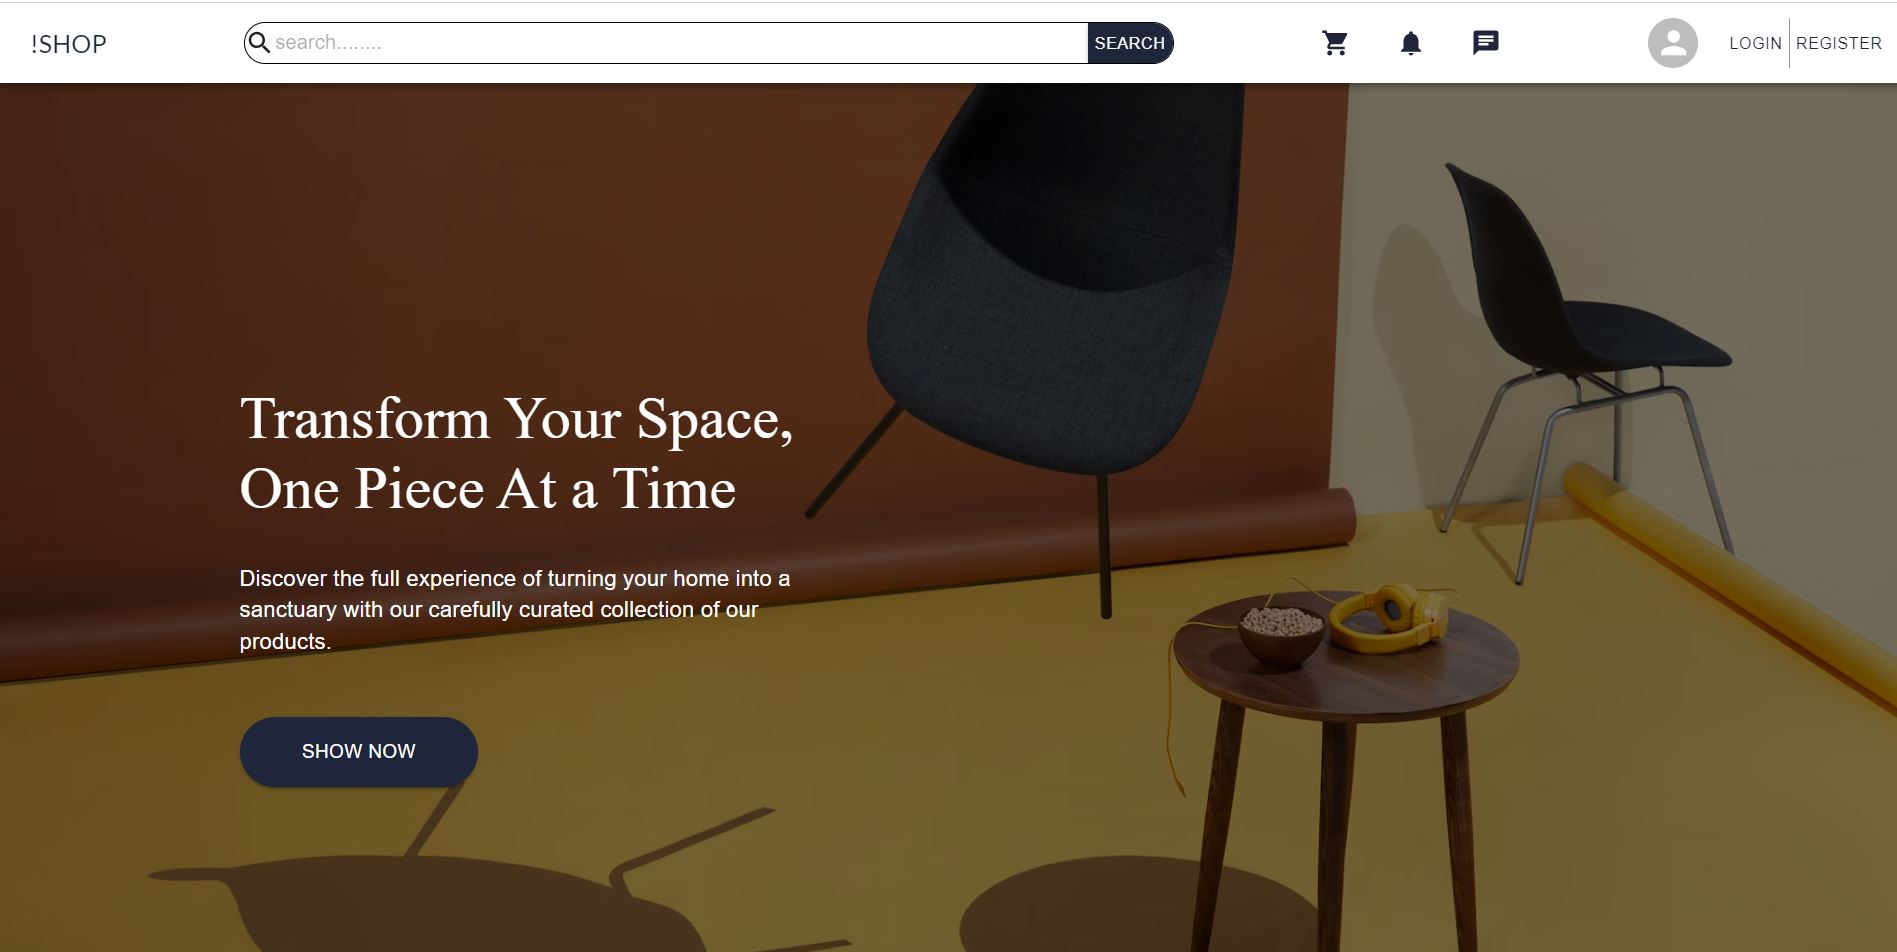 !SHOP
search........
SEARCH
LOGIN
REGISTER
Transform Your Space,
One Piece At a Time
Discover the full experience of turning your home into a
sanctuary with our carefully curated collection of our
products.
SHOW NOW